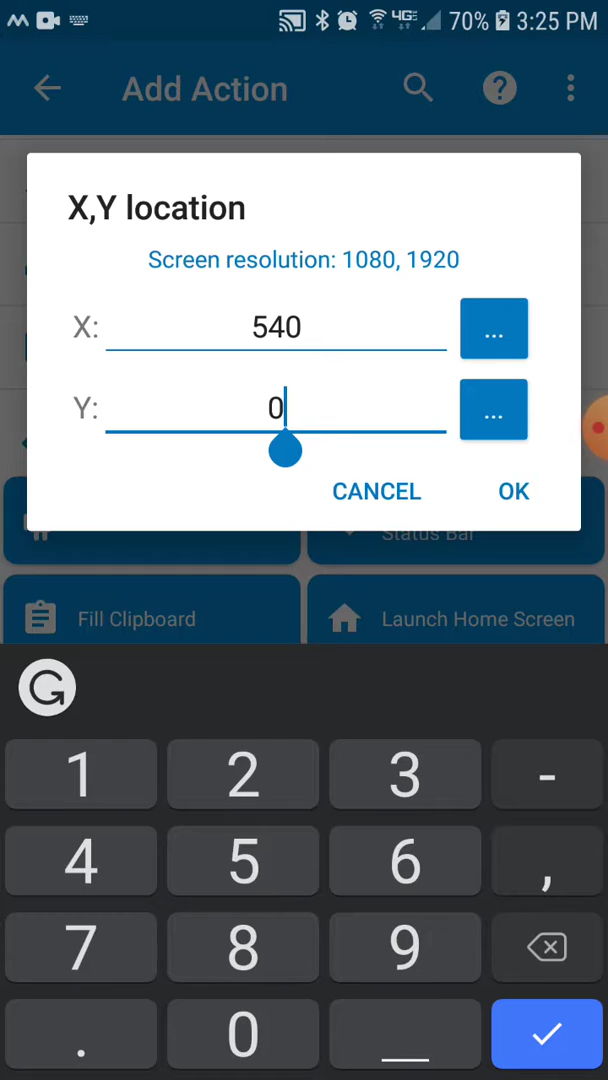 70% 3:25 PM
Add Action
X,Y location
Screen resolution: 1080, 1920
X: 540 ...
Y: 0 ...
CANCEL OK
Status Bar
Fill Clipboard Launch Home Screen
1 2 3 -
4 5 6 ,
7 8 9
. 0 _